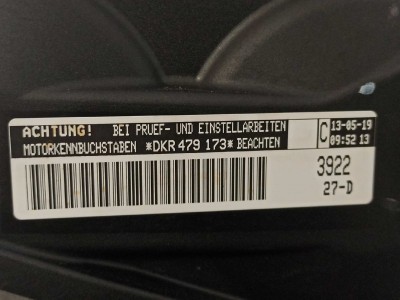 ACHTUNG! BEI PRUEF- UND EINSTELLARBEITEN
MOTORKENNBUCHSTABEN *DKR 479 173* BEACHTEN
C 13-05-19
09:52 13
3922
27-D